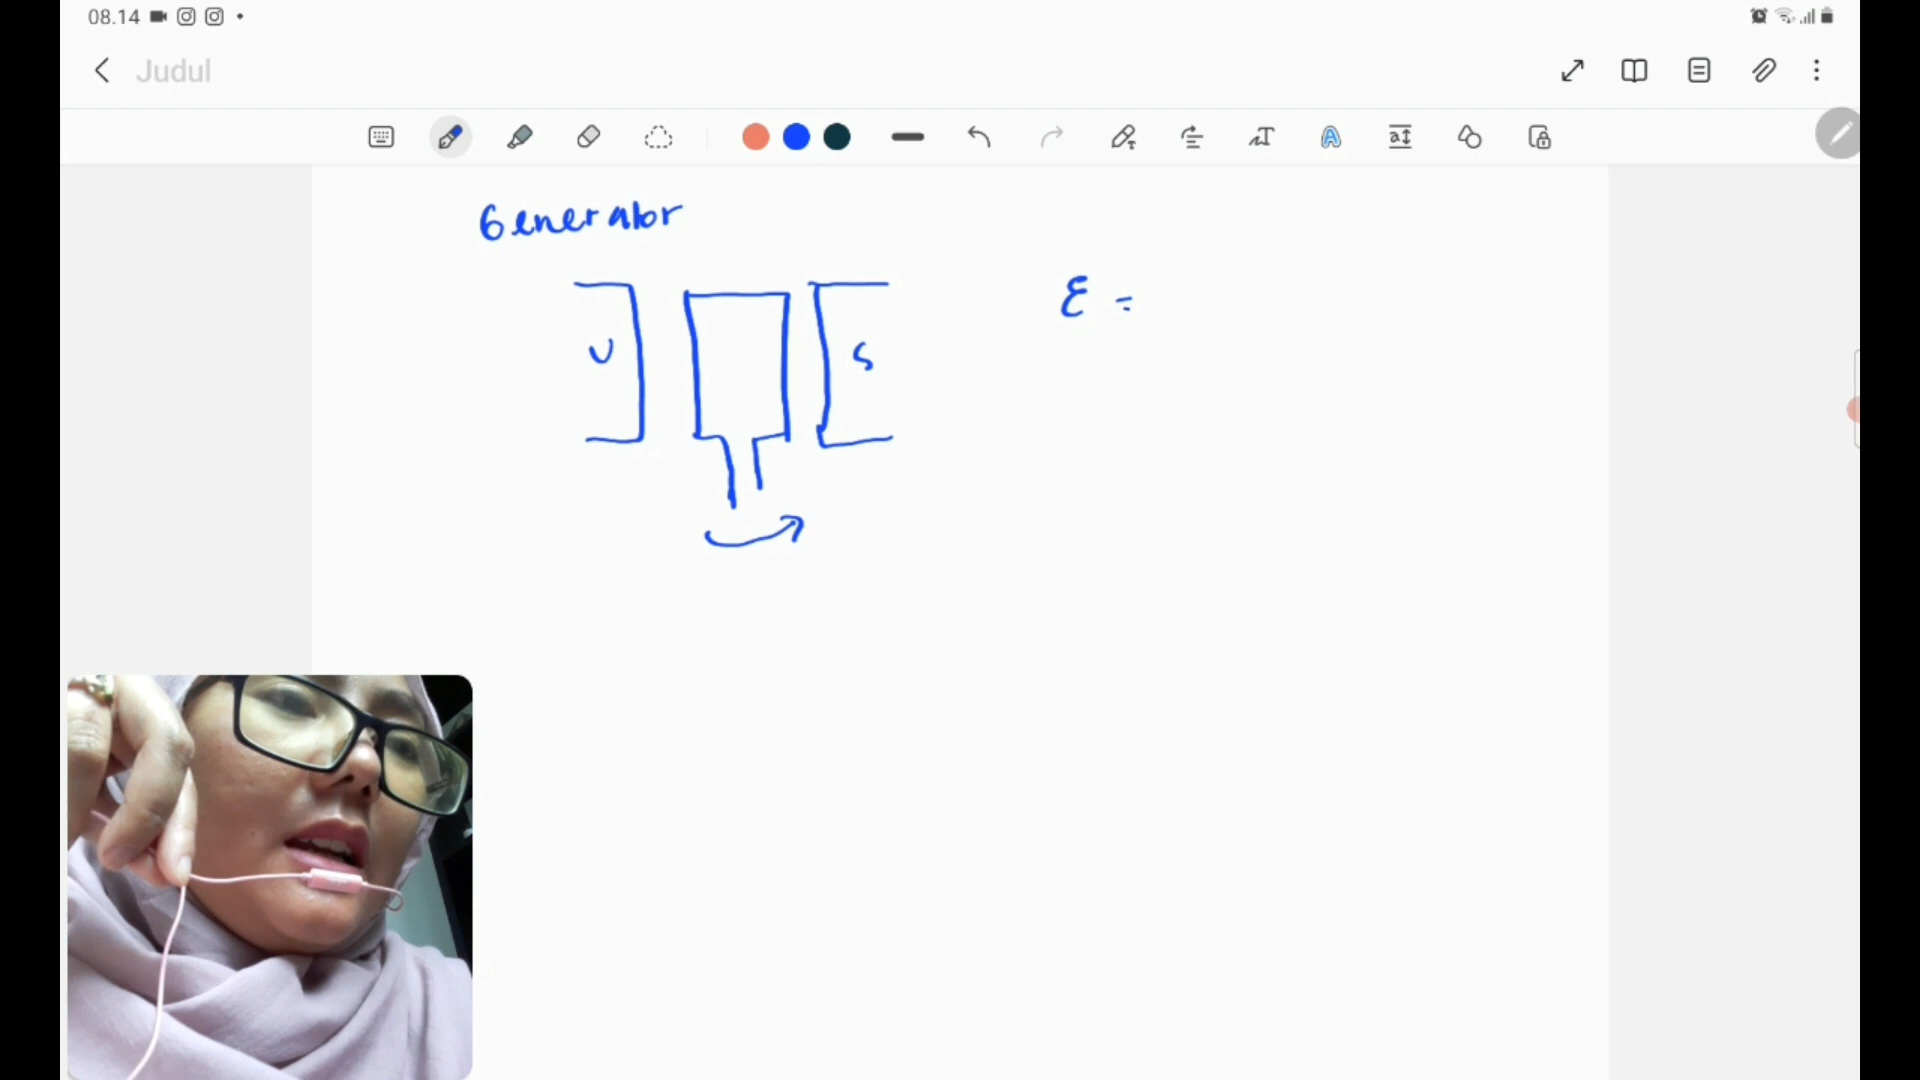 08.14
Judul
Generator
U
S
ε =